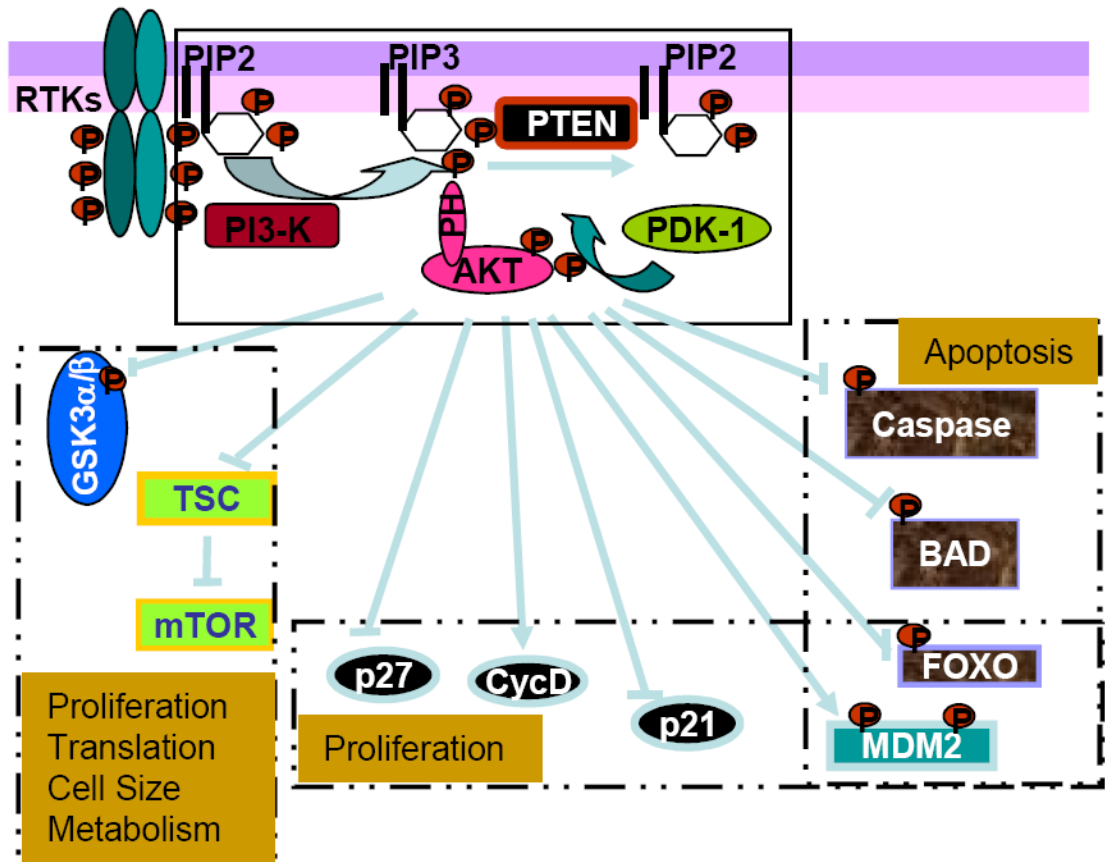 PIP2
PIP3
PIP2
RTKs
P
P
P
P
P
P
P
P
P
P
P
P
P
P
PTEN
PI3-K
PH
AKT
P
P
PDK-1
GSK3α/β
P
TSC
mTOR
Proliferation
Translation
Cell Size
Metabolism
p27
CycD
p21
Proliferation
Apoptosis
P
Caspase
P
BAD
P
FOXO
P
P
MDM2